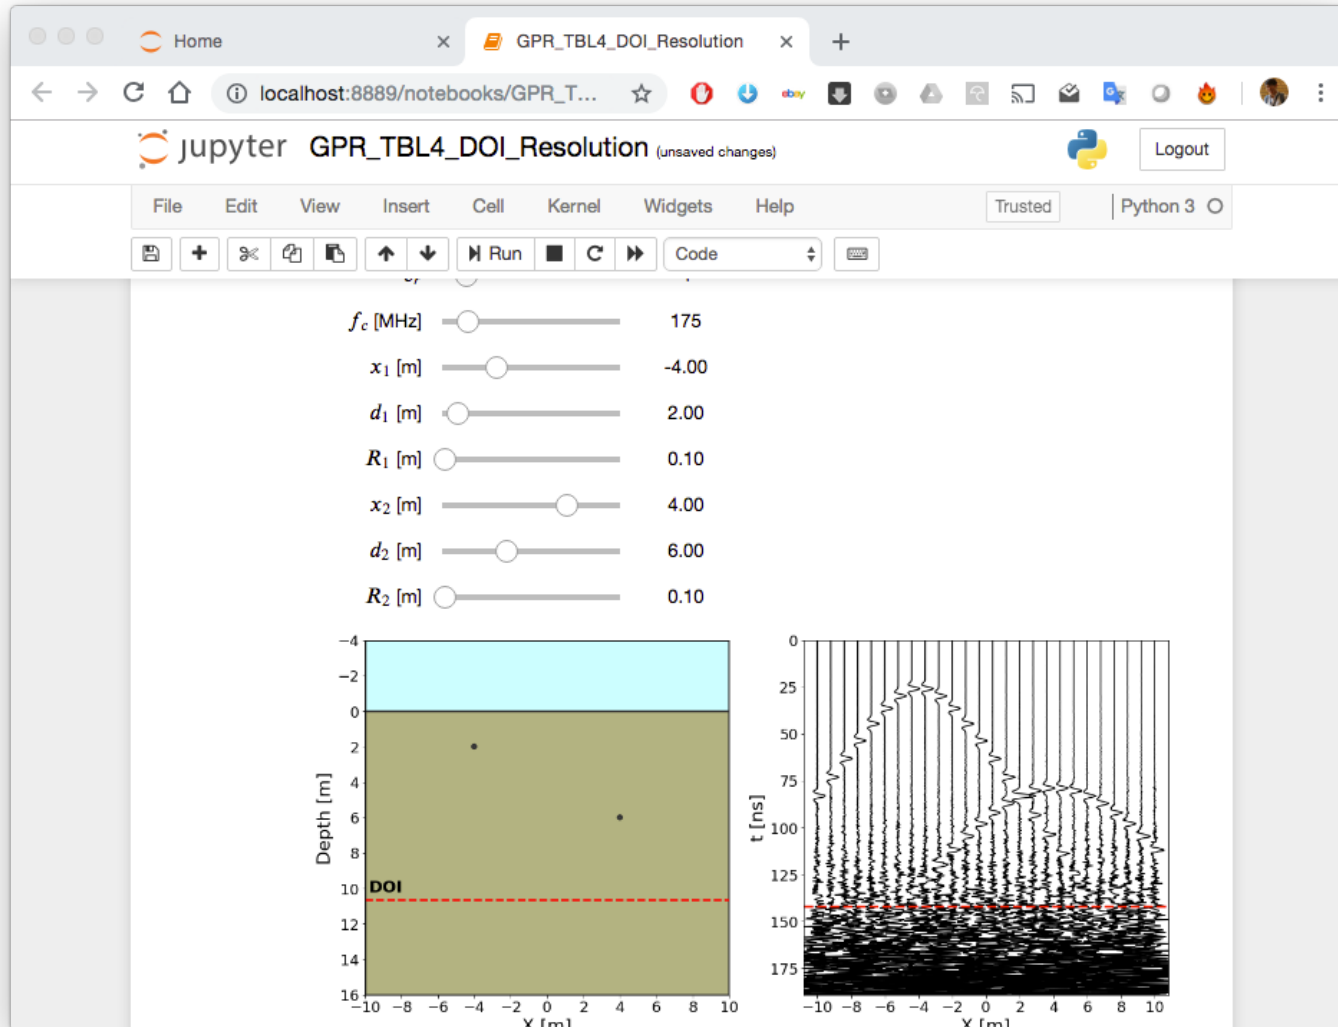 Home
GPR_TBL4_DOI_Resolution
localhost:8889/notebooks/GPR_T...
ebay
jupyter GPR_TBL4_DOI_Resolution (unsaved changes)
Logout
File Edit View Insert Cell Kernel Widgets Help Trusted Python 3
Run Code
f_c [MHz] 175
x_1 [m] -4.00
d_1 [m] 2.00
R_1 [m] 0.10
x_2 [m] 4.00
d_2 [m] 6.00
R_2 [m] 0.10
−4
−2
0
2
4
6
8
10
12
14
16
Depth [m]
DOI
−10 −8 −6 −4 −2 0 2 4 6 8 10
X [m]
0
25
50
75
100
125
150
175
t [ns]
−10 −8 −6 −4 −2 0 2 4 6 8 10
X [m]